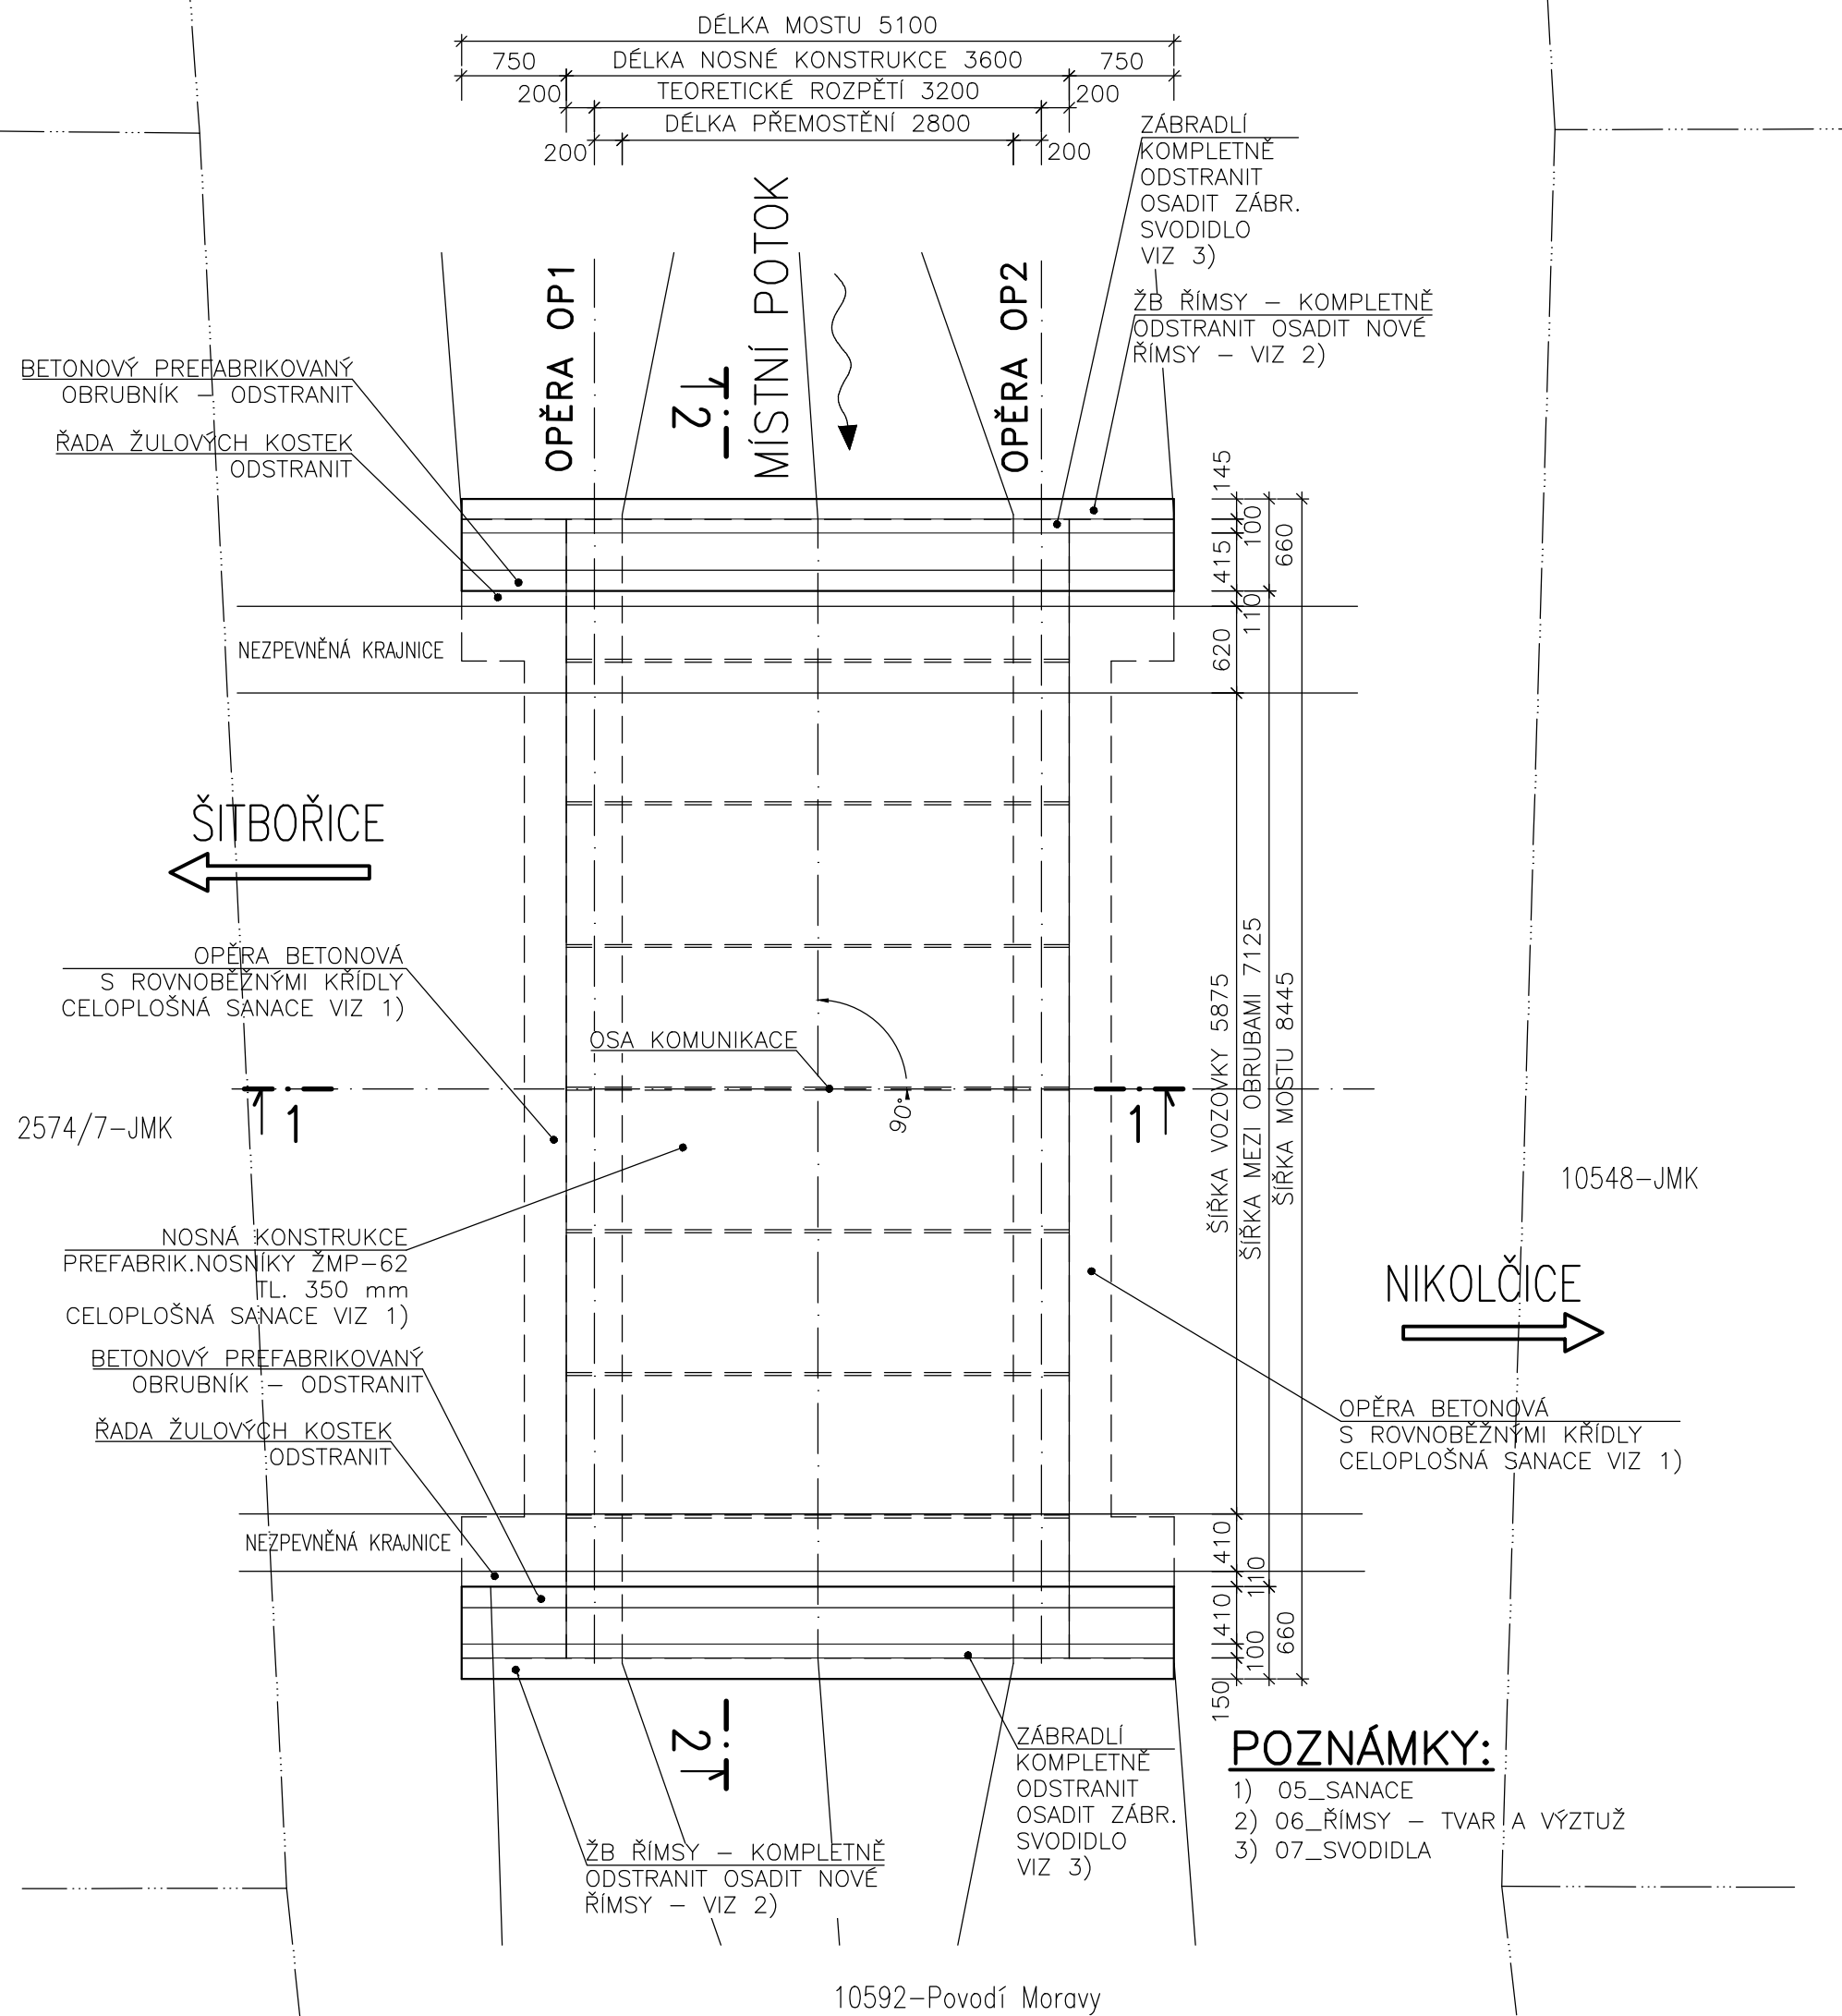 DÉLKA MOSTU 5100
750
DÉLKA NOSNÉ KONSTRUKCE 3600
750
200
TEORETICKÉ ROZPĚTÍ 3200
200
DÉLKA PŘEMOSTĚNÍ 2800
200
200
ZÁBRADLÍ
KOMPLETNĚ
ODSTRANIT
OSADIT ZÁBR.
SVODIDLO
VIZ 3)
ŽB ŘÍMSY – KOMPLETNĚ
ODSTRANIT OSADIT NOVÉ
ŘÍMSY – VIZ 2)
OPĚRA OP1
MÍSTNÍ POTOK
OPĚRA OP2
2
BETONOVÝ PREFABRIKOVANÝ
OBRUBNÍK – ODSTRANIT
ŘADA ŽULOVÝCH KOSTEK
ODSTRANIT
145
100
415
660
110
620
NEZPEVNĚNÁ KRAJNICE
ŠITBOŘICE
OPĚRA BETONOVÁ
S ROVNOBĚŽNÝMI KŘÍDLY
CELOPLOŠNÁ SANACE VIZ 1)
OSA KOMUNIKACE
90°
1
1
2574/7–JMK
10548–JMK
ŠÍŘKA VOZOVKY 5875
ŠÍŘKA MEZI OBRUBAMI 7125
ŠÍŘKA MOSTU 8445
NOSNÁ KONSTRUKCE
PREFABRIK.NOSNÍKY ŽMP–62
TL. 350 mm
CELOPLOŠNÁ SANACE VIZ 1)
NIKOLČICE
BETONOVÝ PREFABRIKOVANÝ
OBRUBNÍK – ODSTRANIT
ŘADA ŽULOVÝCH KOSTEK
ODSTRANIT
OPĚRA BETONOVÁ
S ROVNOBĚŽNÝMI KŘÍDLY
CELOPLOŠNÁ SANACE VIZ 1)
NEZPEVNĚNÁ KRAJNICE
410
110
410
100
660
150
2
ZÁBRADLÍ
KOMPLETNĚ
ODSTRANIT
OSADIT ZÁBR.
SVODIDLO
VIZ 3)
ŽB ŘÍMSY – KOMPLETNĚ
ODSTRANIT OSADIT NOVÉ
ŘÍMSY – VIZ 2)
POZNÁMKY:
1) 05_SANACE
2) 06_ŘÍMSY – TVAR A VÝZTUŽ
3) 07_SVODIDLA
10592–Povodí Moravy